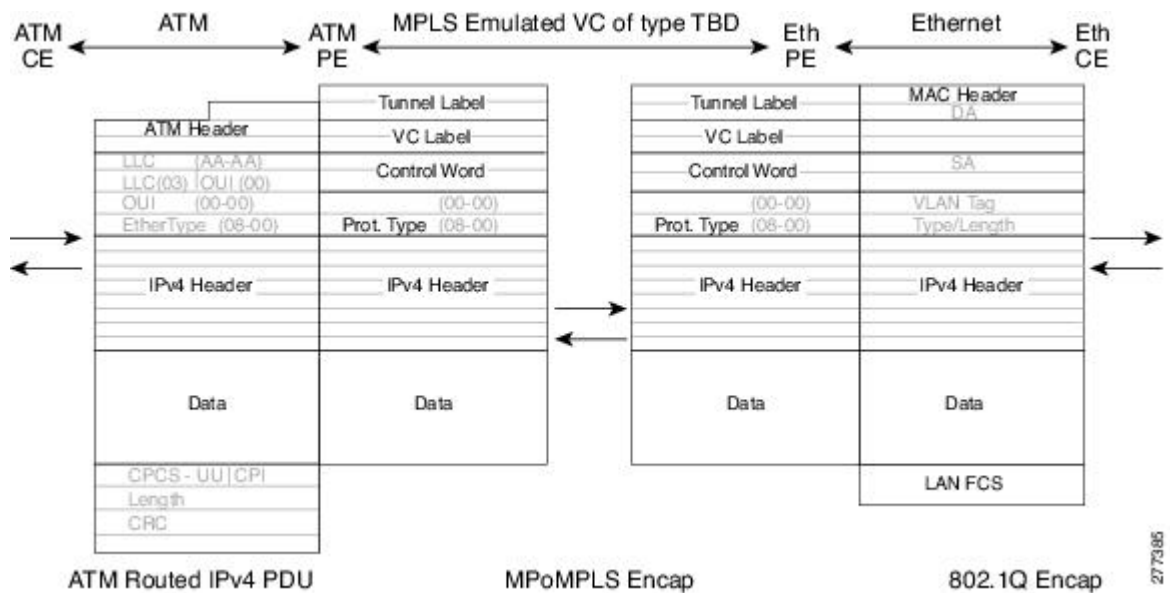 ATM CE
ATM
ATM PE
MPLS Emulated VC of type TBD
Eth PE
Ethernet
Eth CE
ATM Header
LLC (AA-AA)
LLC(03) OUI (00)
OUI (00-00)
EtherType (08-00)
IPv4 Header
Data
CPCS - UU CPI
Length
CRC
Tunnel Label
VC Label
Control Word
(00-00)
Prot. Type (08-00)
IPv4 Header
Data
Tunnel Label
VC Label
Control Word
(00-00)
Prot. Type (08-00)
IPv4 Header
Data
MAC Header
DA
SA
VLAN Tag
Type/Length
IPv4 Header
Data
LAN FCS
ATM Routed IPv4 PDU
MPoMPLS Encap
802.1Q Encap
277385